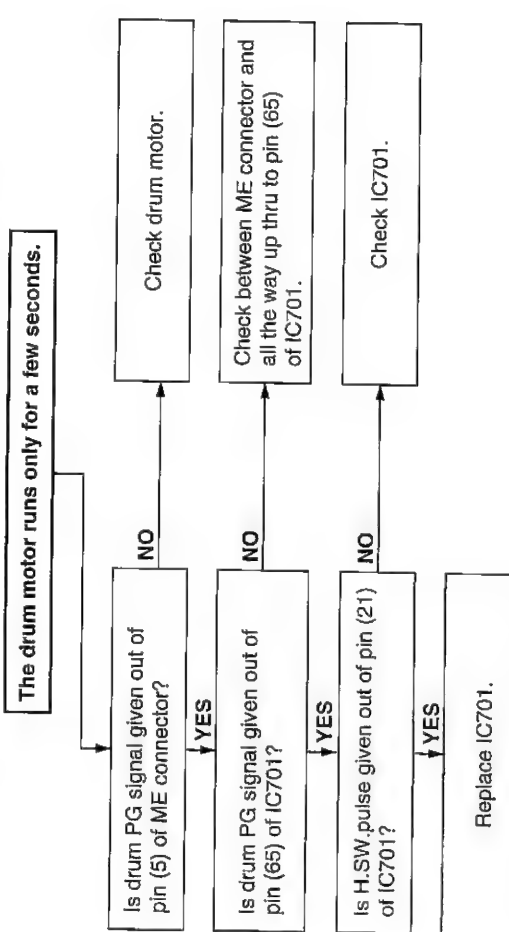 The drum motor runs only for a few seconds.
Is drum PG signal given out of
pin (5) of ME connector?
NO
Check drum motor.
YES
Is drum PG signal given out of
pin (65) of IC701?
NO
Check between ME connector and
all the way up thru to pin (65)
of IC701.
YES
Is H.SW.pulse given out of pin (21)
of IC701?
NO
Check IC701.
YES
Replace IC701.